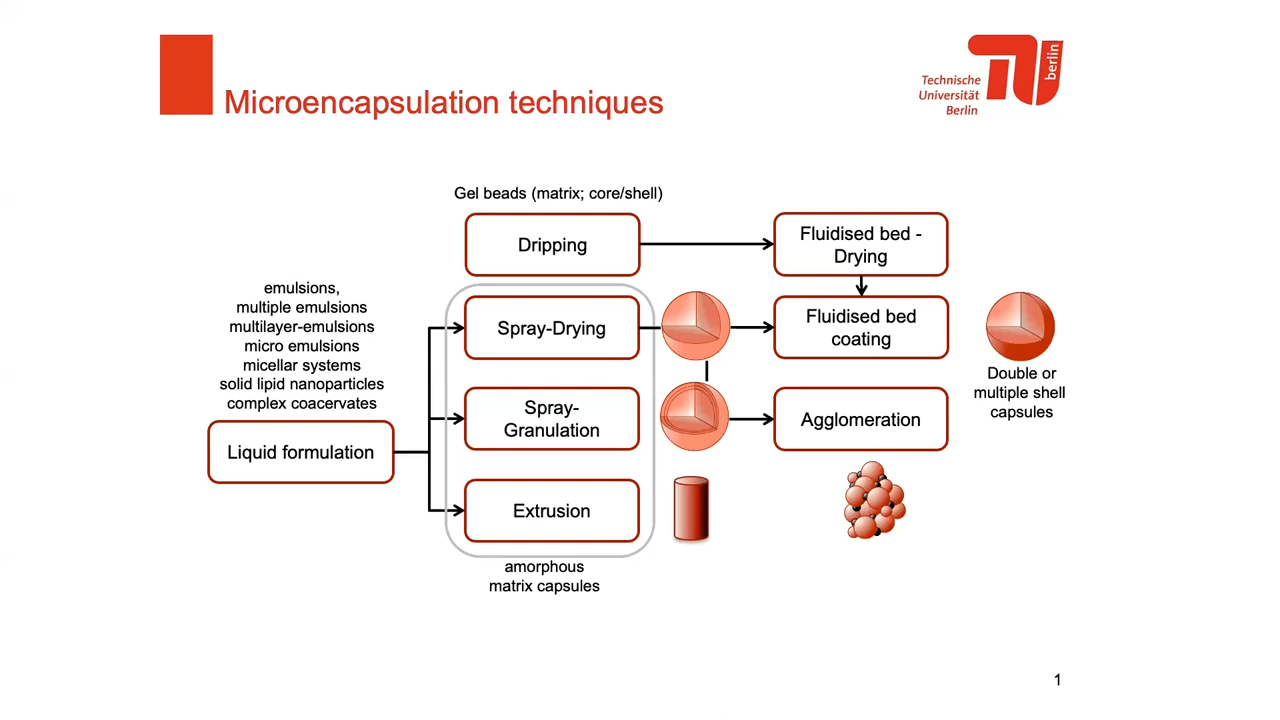 Microencapsulation techniques
Technische
Universität
Berlin
berlin
Gel beads (matrix; core/shell)
Dripping
Fluidised bed -
Drying
emulsions,
multiple emulsions
multilayer-emulsions
micro emulsions
micellar systems
solid lipid nanoparticles
complex coacervates
Liquid formulation
Spray-Drying
Fluidised bed
coating
Double or
multiple shell
capsules
Spray-
Granulation
Agglomeration
Extrusion
amorphous
matrix capsules
1